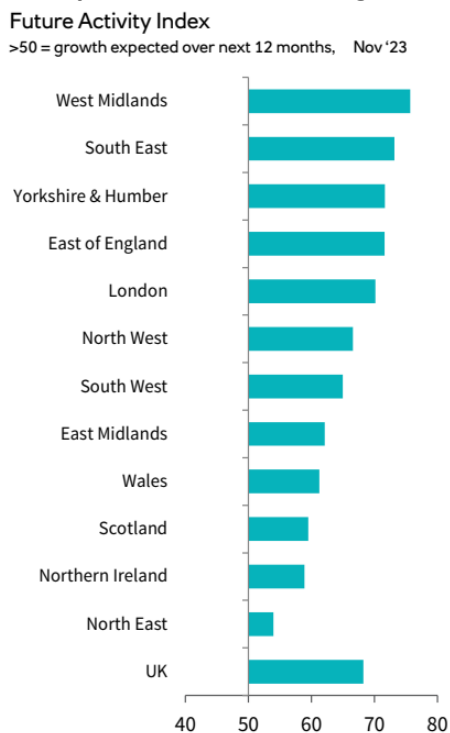 Future Activity Index
>50 = growth expected over next 12 months, Nov ‘23
West Midlands
South East
Yorkshire & Humber
East of England
London
North West
South West
East Midlands
Wales
Scotland
Northern Ireland
North East
UK
40 50 60 70 80